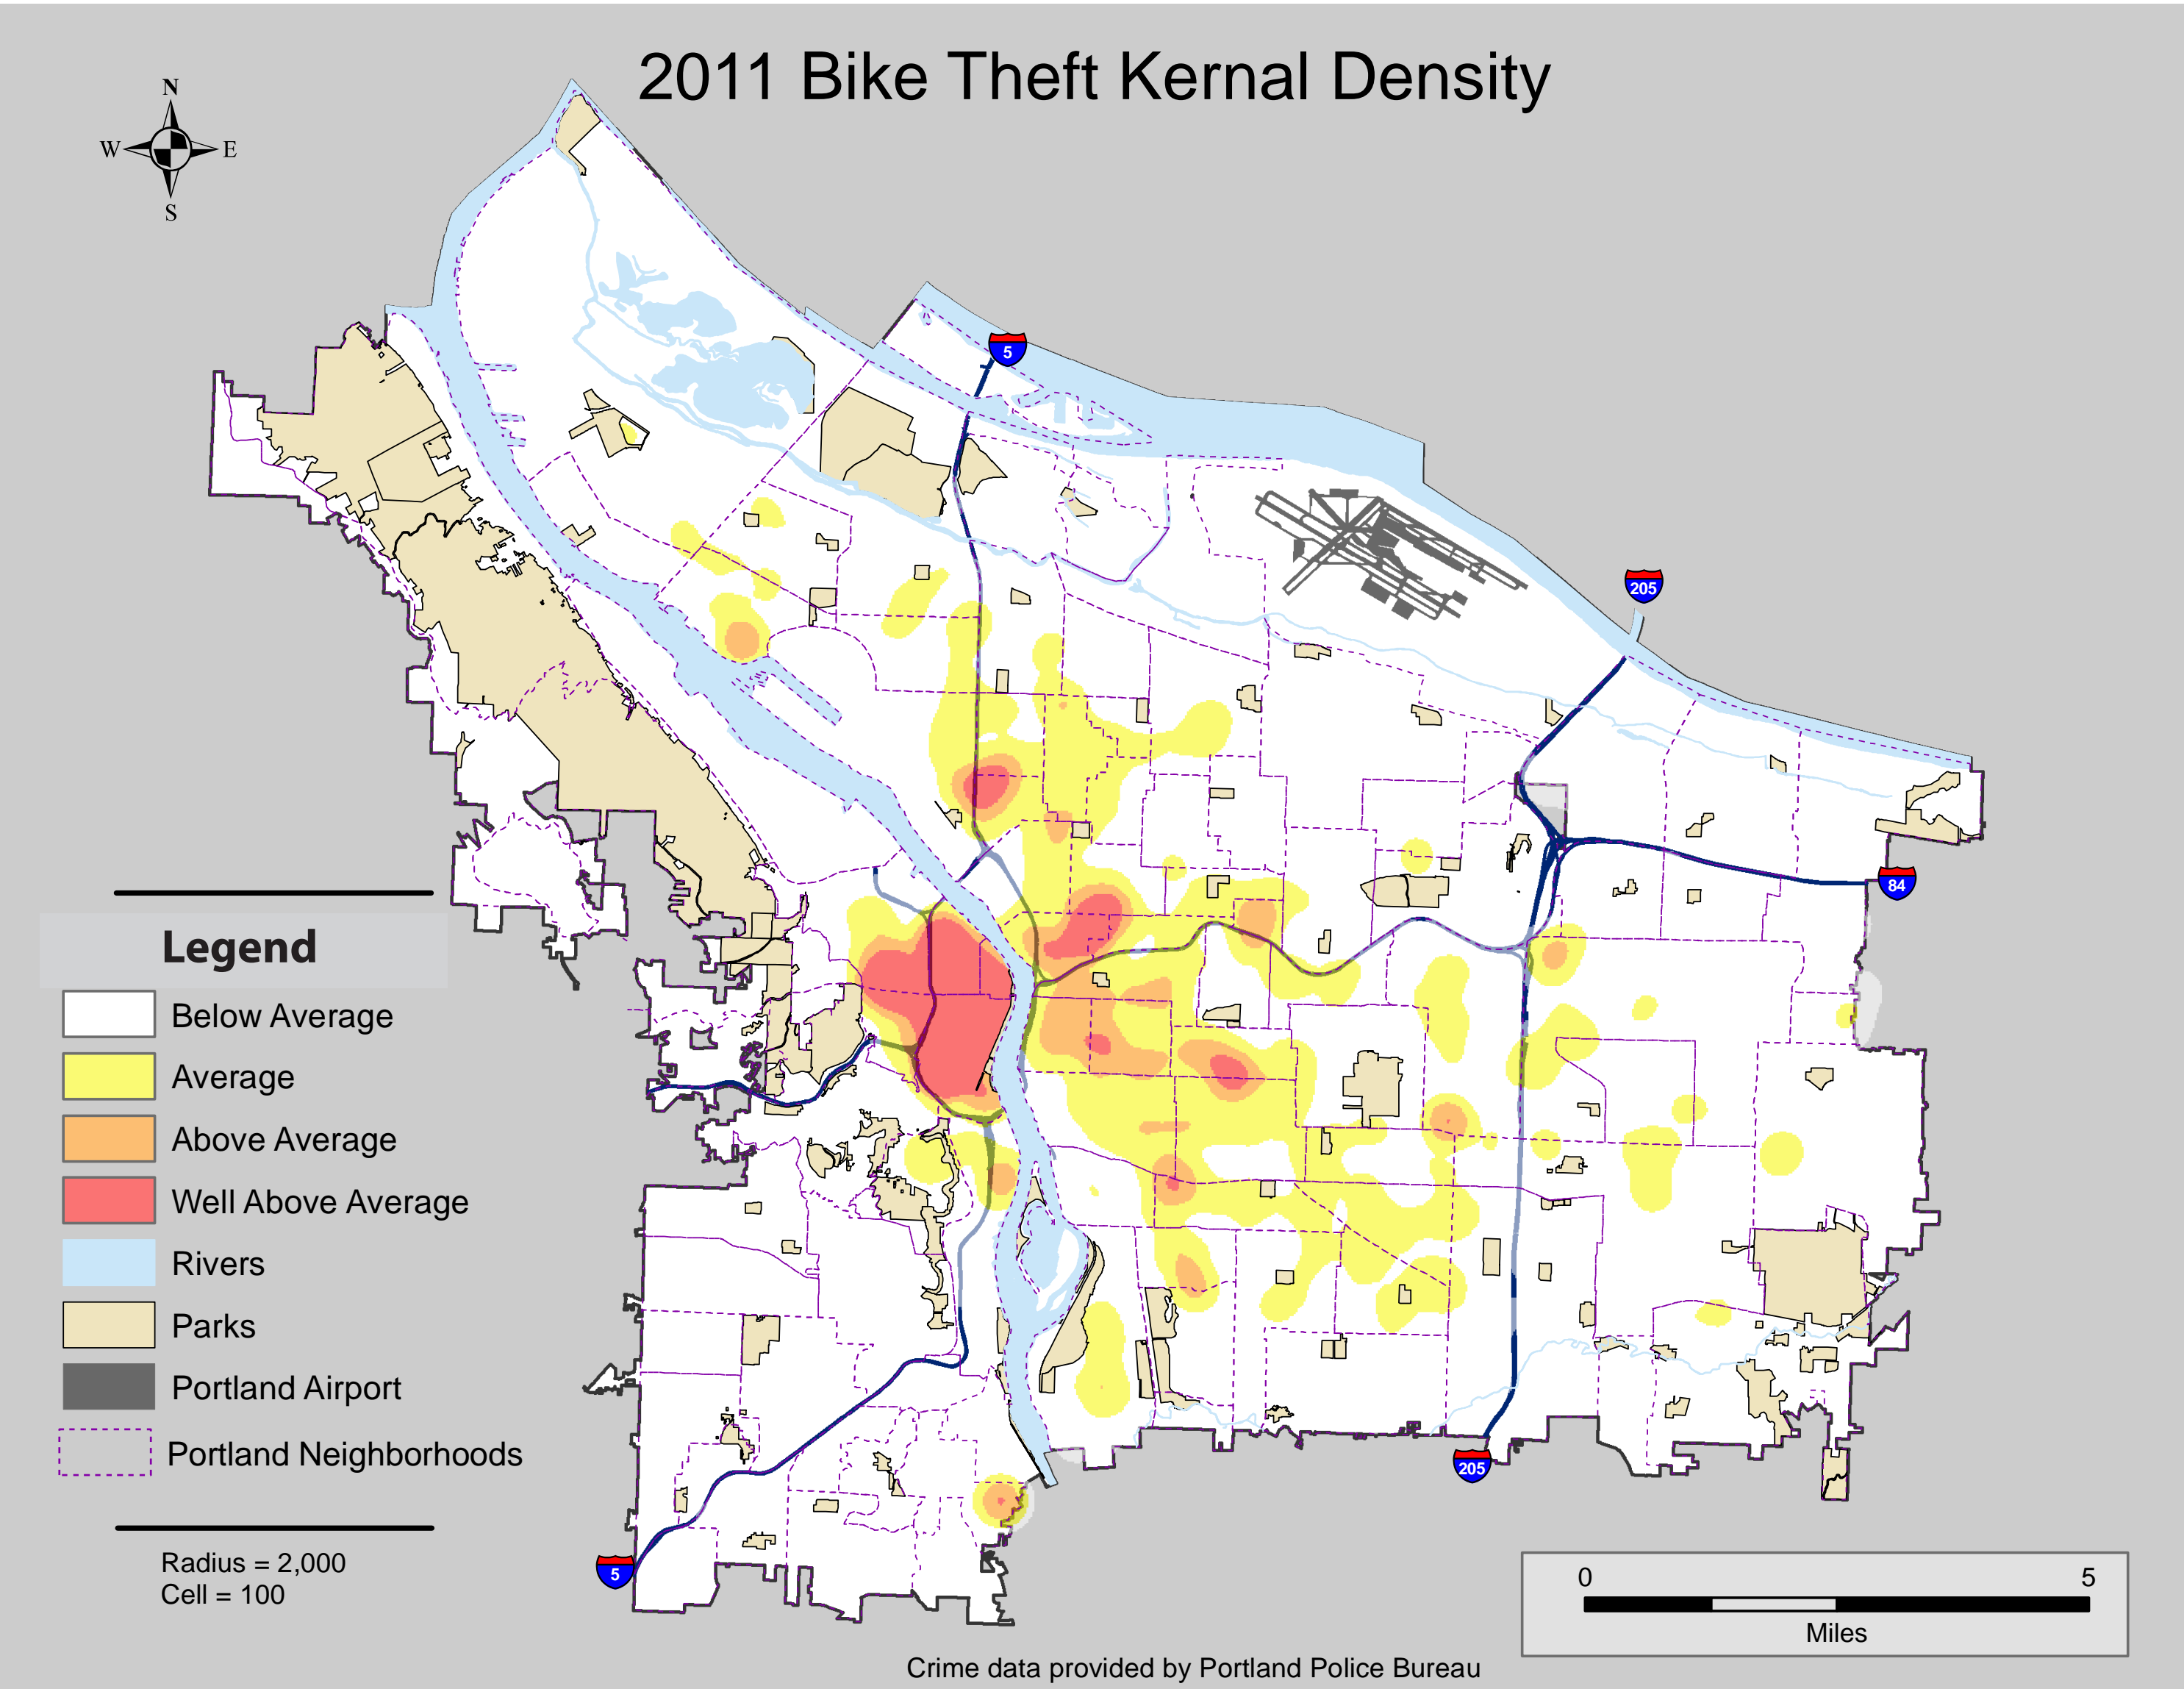 2011 Bike Theft Kernal Density
N
W E
S
5
205
84
Legend
Below Average
Average
Above Average
Well Above Average
Rivers
Parks
Portland Airport
Portland Neighborhoods
205
Radius = 2,000
Cell = 100
5
0 5
Miles
Crime data provided by Portland Police Bureau